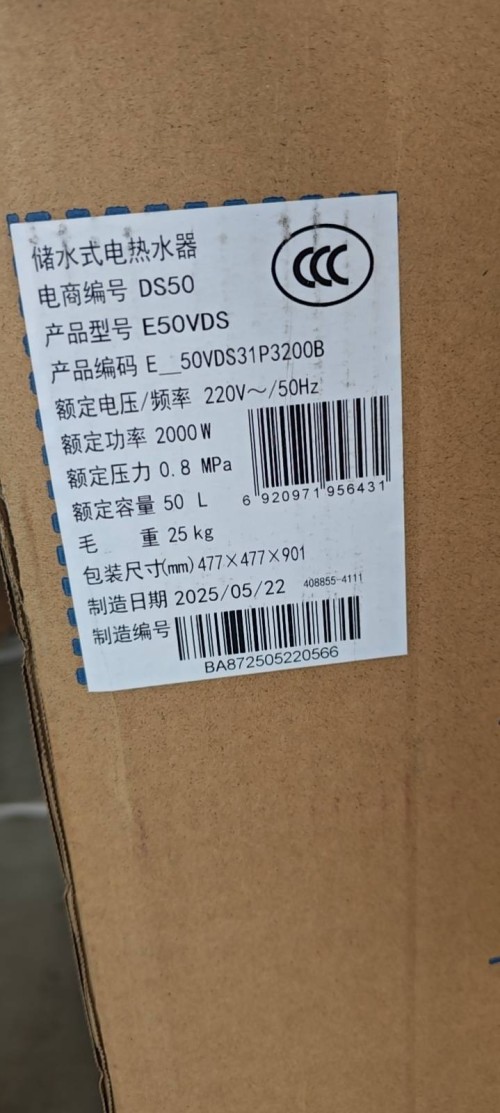 储水式电热水器
CCC
电商编号 DS50
产品型号 E50VDS
产品编码 E__50VDS31P3200B
额定电压/频率 220V～/50Hz
额定功率 2000W
额定压力 0.8 MPa
额定容量 50 L
6 920971 956431
毛 重 25kg
包装尺寸(mm) 477×477×901
制造日期 2025/05/22 408855-4111
制造编号
BA872505220566